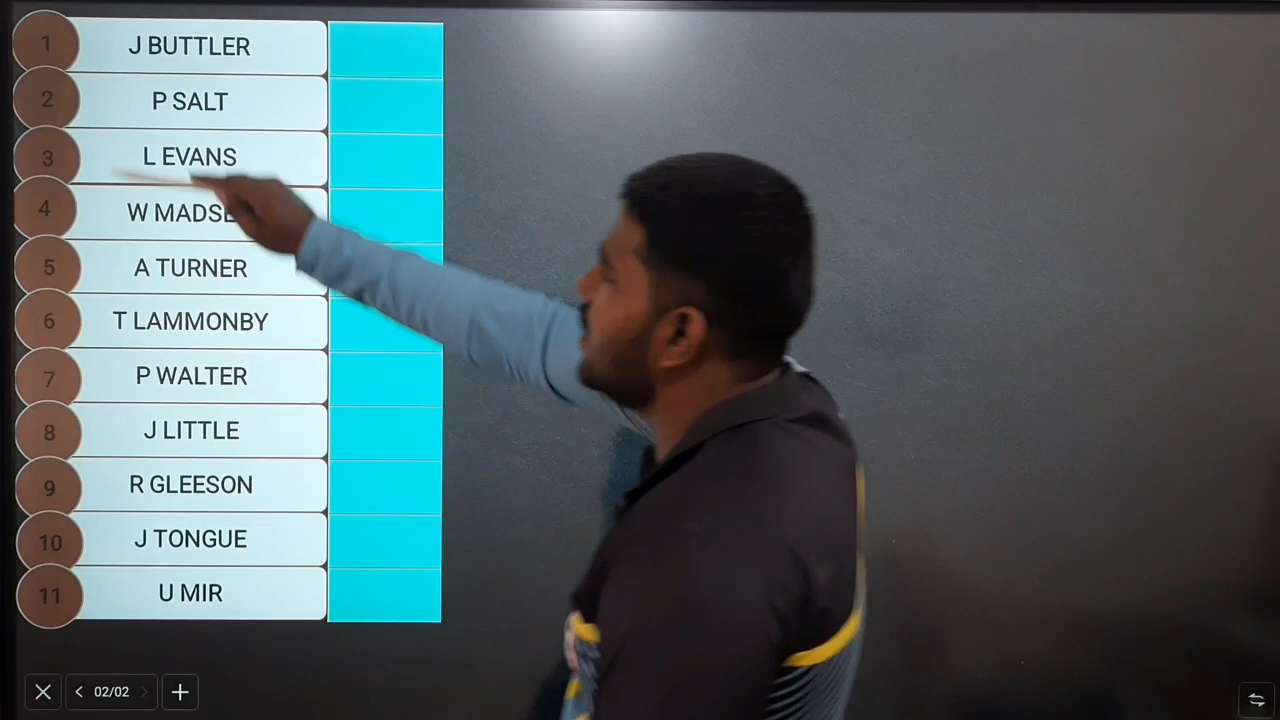 1 J BUTTLER
2 P SALT
3 L EVANS
4 W MADSE
5 A TURNER
6 T LAMMONBY
7 P WALTER
8 J LITTLE
9 R GLEESON
10 J TONGUE
11 U MIR
02/02